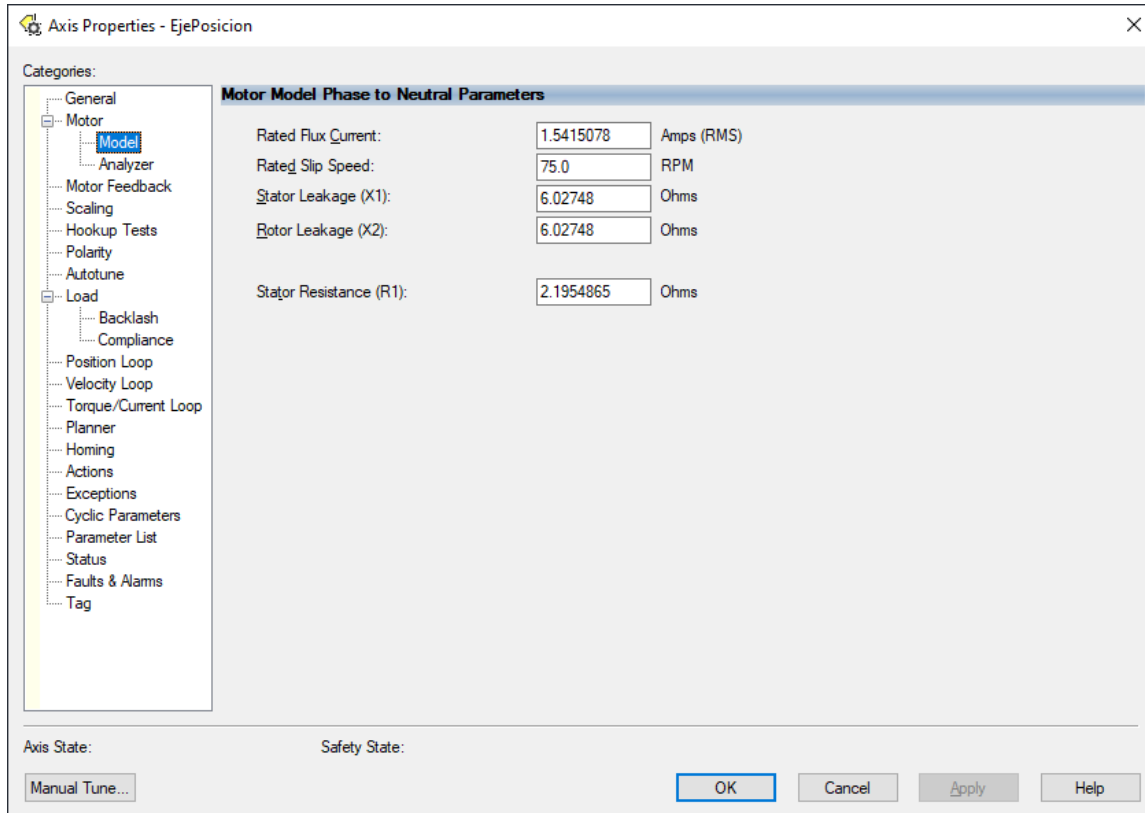 Axis Properties - EjePosicion
Categories:
General
Motor
Model
Analyzer
Motor Feedback
Scaling
Hookup Tests
Polarity
Autotune
Load
Backlash
Compliance
Position Loop
Velocity Loop
Torque/Current Loop
Planner
Homing
Actions
Exceptions
Cyclic Parameters
Parameter List
Status
Faults & Alarms
Tag
Motor Model Phase to Neutral Parameters
Rated Flux Current: 1.5415078 Amps (RMS)
Rated Slip Speed: 75.0 RPM
Stator Leakage (X1): 6.02748 Ohms
Rotor Leakage (X2): 6.02748 Ohms
Stator Resistance (R1): 2.1954865 Ohms
Axis State: Safety State:
Manual Tune... OK Cancel Apply Help